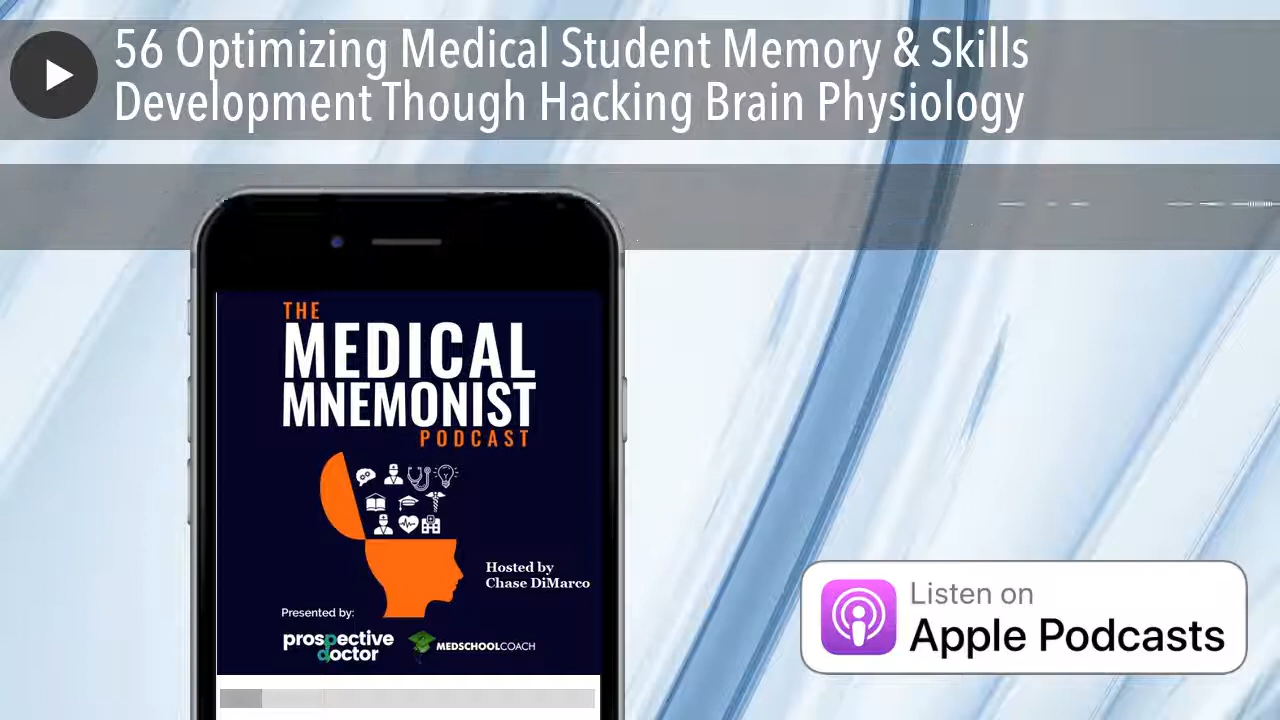 56 Optimizing Medical Student Memory & Skills
Development Though Hacking Brain Physiology
THE
MEDICAL
MNEMONIST
PODCAST
Hosted by
Chase DiMarco
Presented by:
prospective
doctor
MEDSCHOOLCOACH
Listen on
Apple Podcasts